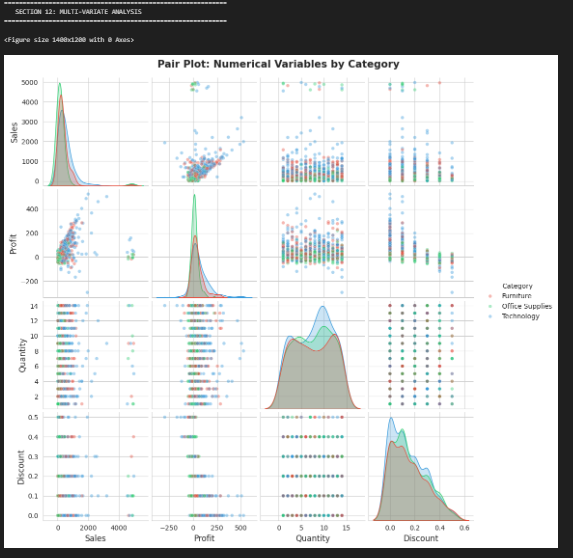 ============================================================
SECTION 12: MULTI-VARIATE ANALYSIS
============================================================
<Figure size 1400x1200 with 0 Axes>
Pair Plot: Numerical Variables by Category
5000
4000
3000
2000
1000
0
Sales
400
200
0
−200
Profit
14
12
10
8
6
4
2
Quantity
0.5
0.4
0.3
0.2
0.1
0.0
Discount
Category
Furniture
Office Supplies
Technology
0 2000 4000
Sales
−250 0 250 500
Profit
0 5 10 15
Quantity
0.0 0.2 0.4 0.6
Discount